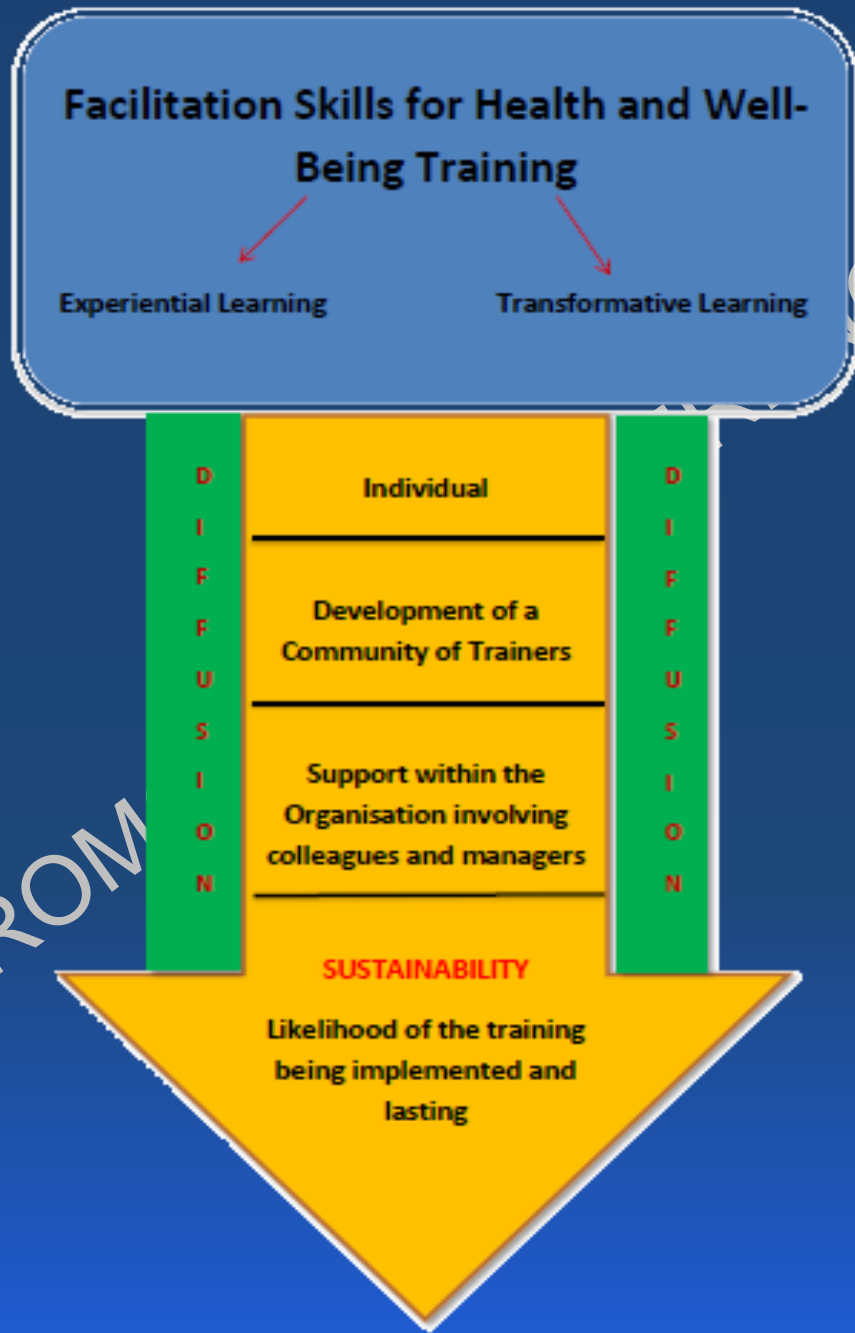 Facilitation Skills for Health and Well-
Being Training
Experiential Learning
Transformative Learning
D
I
F
F
U
S
I
O
N
Individual
Development of a
Community of Trainers
Support within the
Organisation involving
colleagues and managers
D
I
F
F
U
S
I
O
N
SUSTAINABILITY
Likelihood of the training
being implemented and
lasting